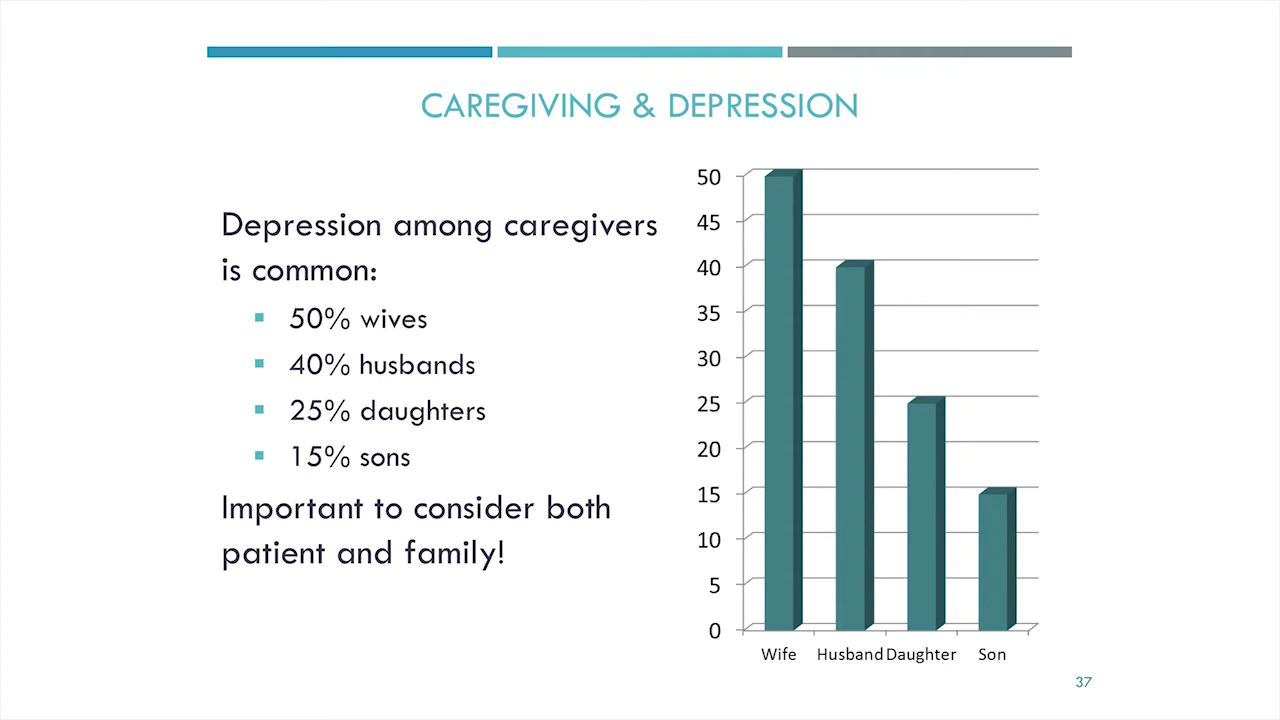 CAREGIVING & DEPRESSION
Depression among caregivers
is common:
50% wives
40% husbands
25% daughters
15% sons
Important to consider both
patient and family!
50
45
40
35
30
25
20
15
10
5
0
Wife Husband Daughter Son
37